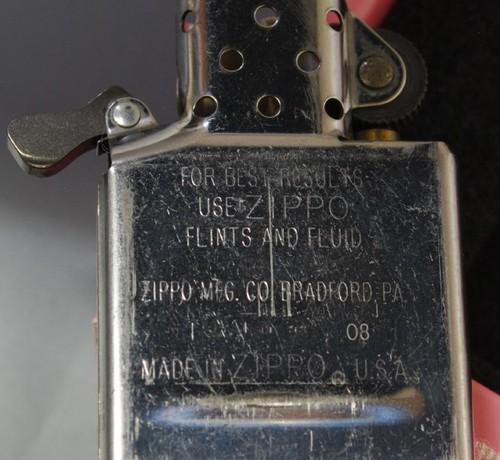 FOR BEST RESULTS
USE ZIPPO
FLINTS AND FLUID
ZIPPO MFG. CO. BRADFORD, PA.
08
MADE IN ZIPPO® U.S.A.